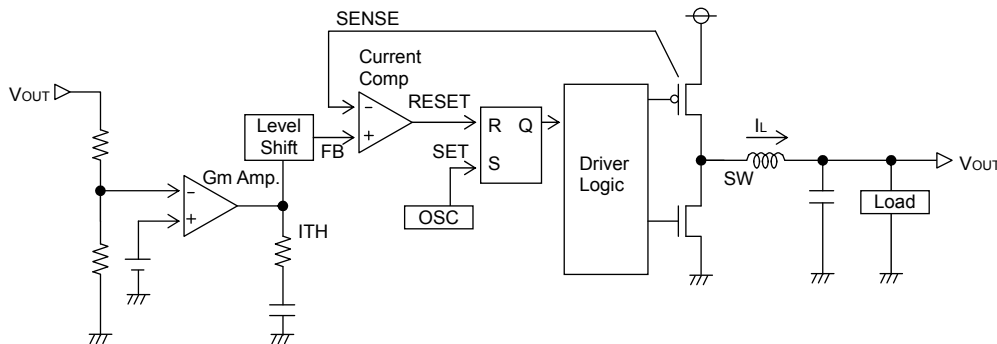 SENSE
Current
Comp
VOUT
RESET
Level
Shift
FB
R Q
S
SET
Driver
Logic
IL
VOUT
SW
Gm Amp.
Load
OSC
ITH
−
+
−
+